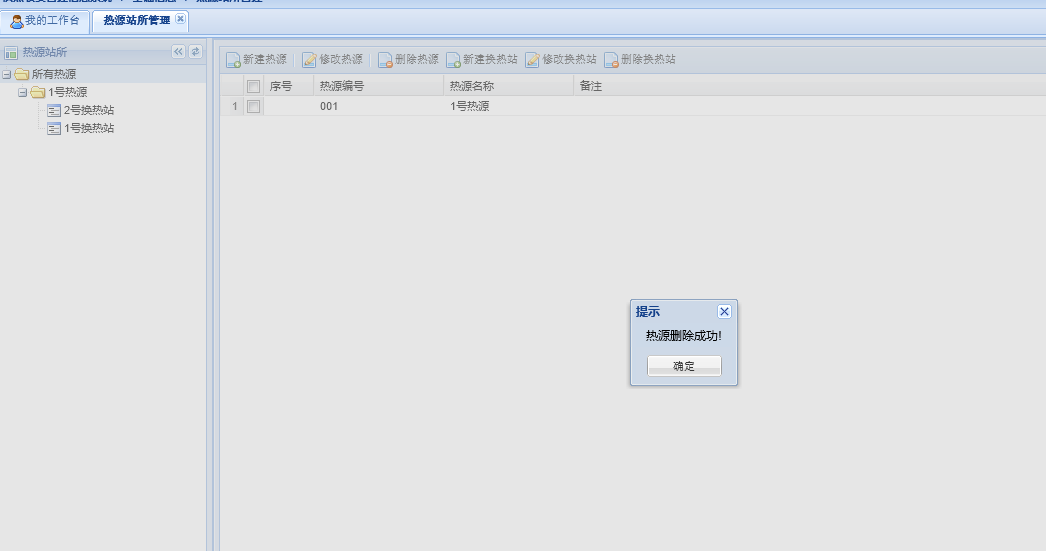 我的工作台 热源站所管理
热源站所
所有热源
1号热源
2号换热站
1号换热站
新建热源 修改热源 删除热源 新建换热站 修改换热站 删除换热站
序号 热源编号 热源名称 备注
1 001 1号热源
提示
热源删除成功!
确定